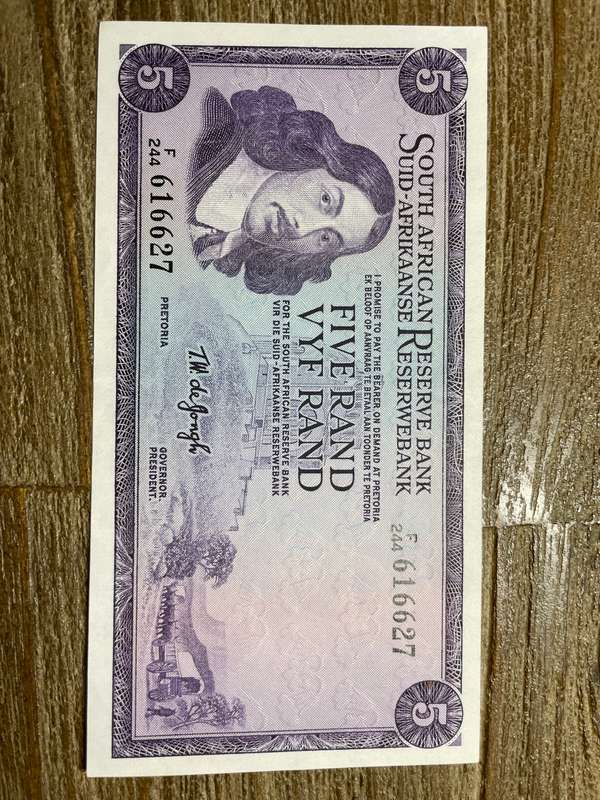 5
5
SOUTH AFRICAN RESERVE BANK
SUID-AFRIKAANSE RESERWEBANK
I PROMISE TO PAY THE BEARER ON DEMAND AT PRETORIA
EK BELOOF OP AANVRAAG TE BETAAL AAN TOONDER TE PRETORIA
FIVE RAND
VYF RAND
FOR THE SOUTH AFRICAN RESERVE BANK
VIR DIE SUID-AFRIKAANSE RESERWEBANK
F
244 616627
F
244 616627
PRETORIA
T.W. de Jongh
GOVERNOR.
PRESIDENT.
5